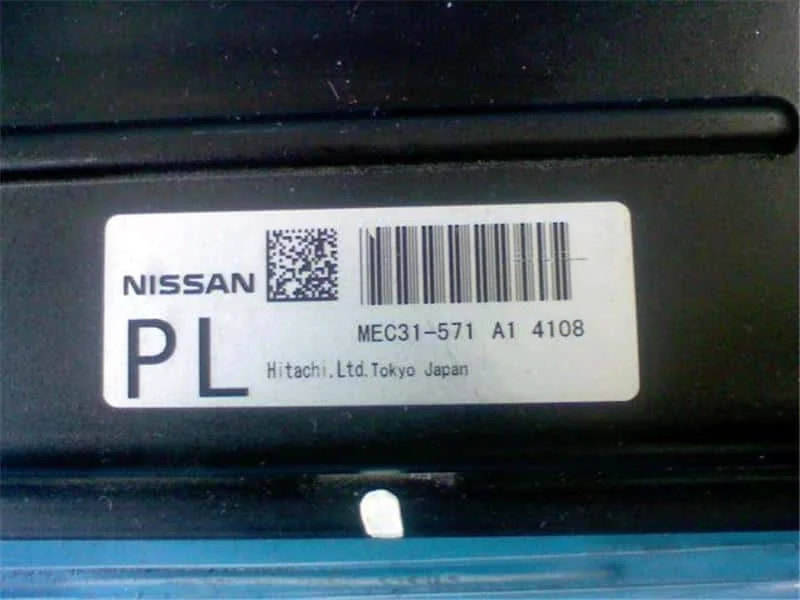 NISSAN
PL
MEC31-571 A1 4108
Hitachi.Ltd.Tokyo Japan